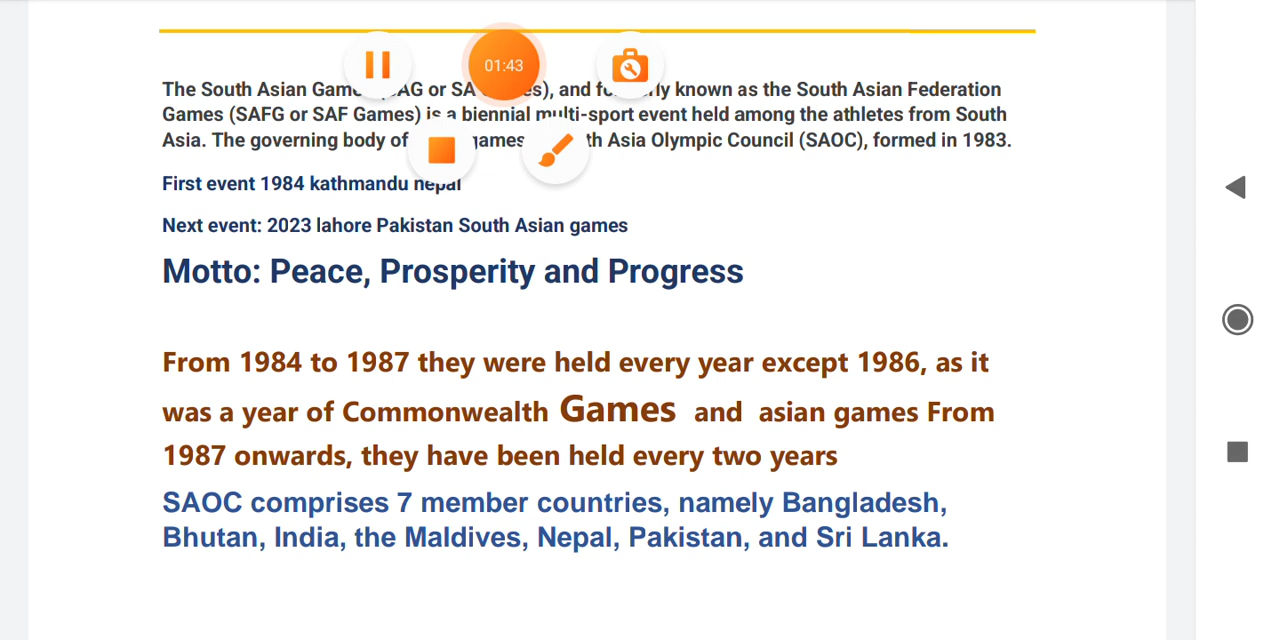 The South Asian Games AG or SA es), and fo ly known as the South Asian Federation
Games (SAFG or SAF Games) is a biennial multi-sport event held among the athletes from South
Asia. The governing body of games th Asia Olympic Council (SAOC), formed in 1983.
First event 1984 kathmandu nepal
Next event: 2023 lahore Pakistan South Asian games
Motto: Peace, Prosperity and Progress
From 1984 to 1987 they were held every year except 1986, as it
was a year of Commonwealth Games and asian games From
1987 onwards, they have been held every two years
SAOC comprises 7 member countries, namely Bangladesh,
Bhutan, India, the Maldives, Nepal, Pakistan, and Sri Lanka.
01:43